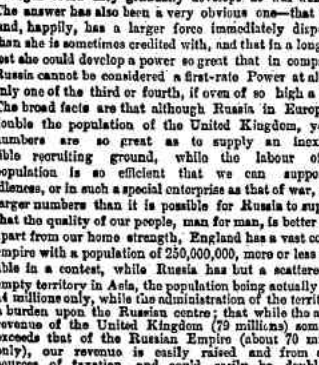 The answer has also been a very obvious one—that
and, happily, has a larger force immediately disp
han she is sometimes credited with, and that in a long
est she could develop a power so great that in comp
Russia cannot be considered a first-rate Power at al
nly one of the third or fourth, if even of so high a
The broad facts are that although Russia in Europ
double the population of the United Kingdom, y
numbers are so great as to supply an inex
ible recruiting ground, while the labour of
population is so efficient that we can suppo
dleness, or in such a special enterprise as that of war,
larger numbers than it is possible for Russia to sup
that the quality of our people, man for man, is better
part from our home strength, England has a vast co
empire with a population of 250,000,000, more or less
able in a contest, while Russia has but a scattere
empty territory in Asia, the population being actually
millions only, while the administration of the territ
a burden upon the Russian centre; that while the a
revenue of the United Kingdom (79 millions) som
exceeds that of the Russian Empire (about 70 mi
only), our revenue is easily raised and from
sources of taxation, and could easily be doubl